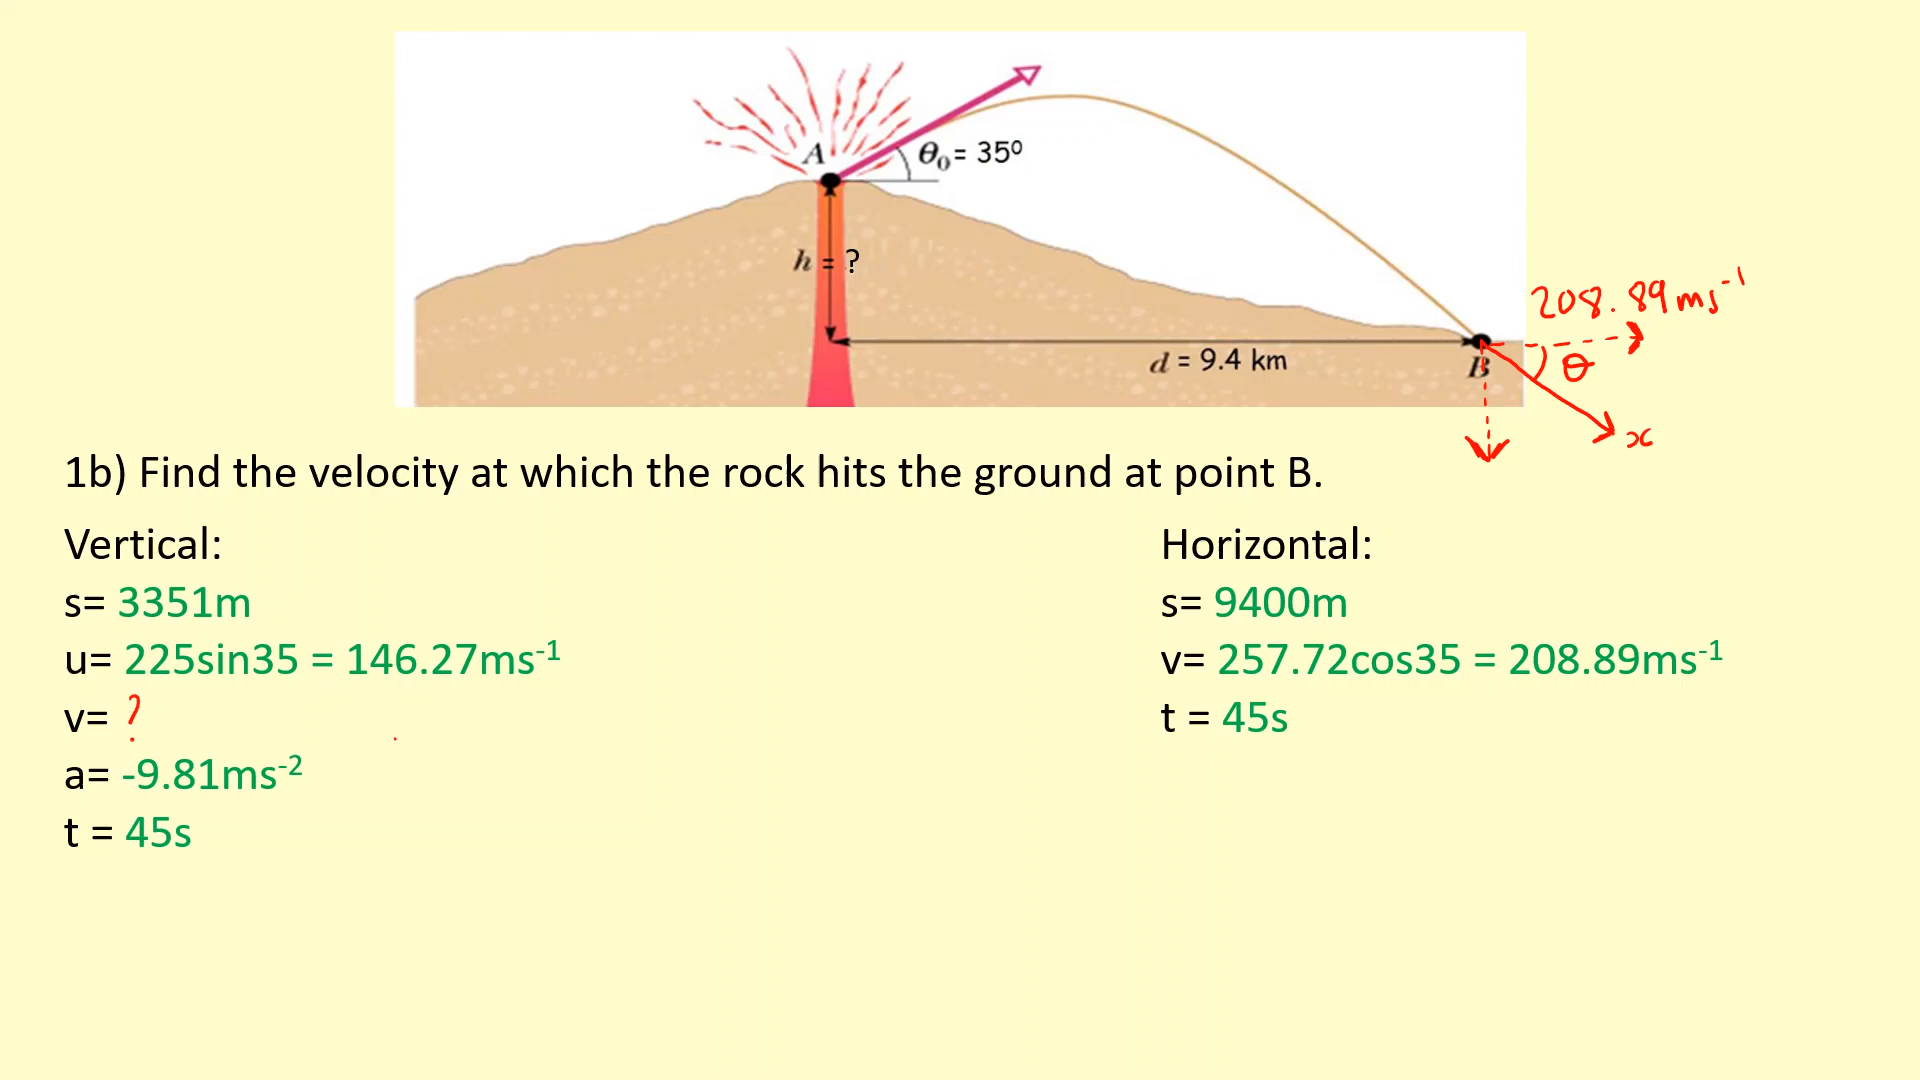 A
θ₀= 35⁰
h = ?
208.89ms⁻¹
d = 9.4 km
B
θ
x
1b) Find the velocity at which the rock hits the ground at point B.
Vertical:
s= 3351m
u= 225sin35 = 146.27ms⁻¹
v= ?
a= -9.81ms⁻²
t = 45s
Horizontal:
s= 9400m
v= 257.72cos35 = 208.89ms⁻¹
t = 45s